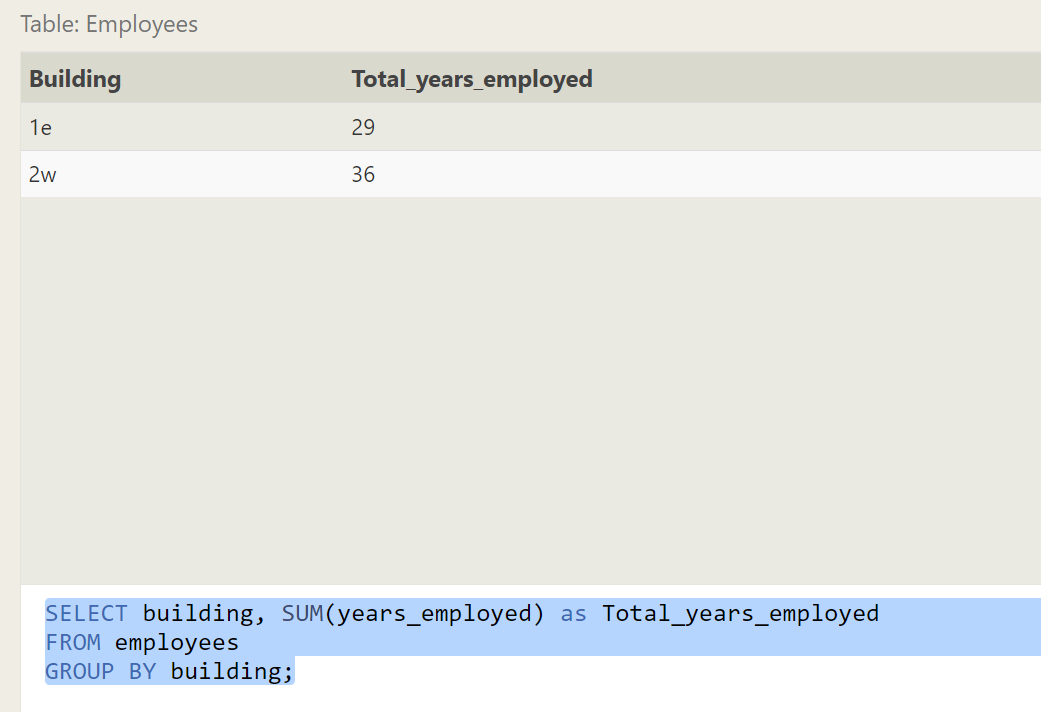 Table: Employees
Building Total_years_employed
1e 29
2w 36
SELECT building, SUM(years_employed) as Total_years_employed
FROM employees
GROUP BY building;